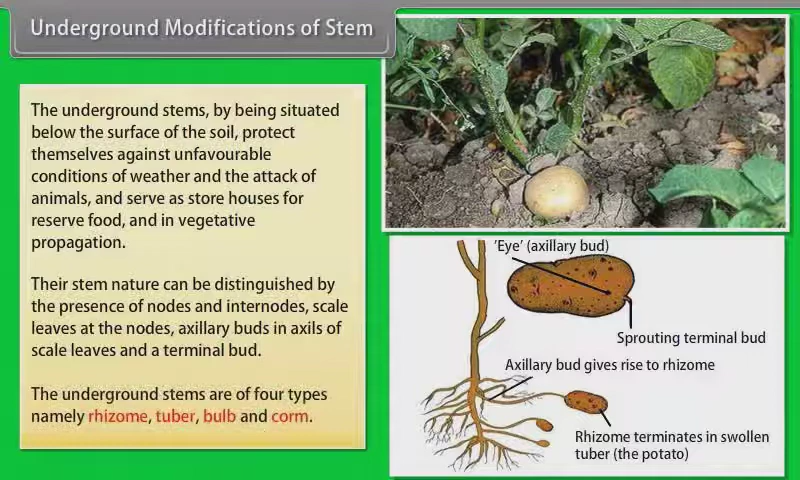 Underground Modifications of Stem
The underground stems, by being situated
below the surface of the soil, protect
themselves against unfavourable
conditions of weather and the attack of
animals, and serve as store houses for
reserve food, and in vegetative
propagation.
Their stem nature can be distinguished by
the presence of nodes and internodes, scale
leaves at the nodes, axillary buds in axils of
scale leaves and a terminal bud.
The underground stems are of four types
namely rhizome, tuber, bulb and corm.
'Eye' (axillary bud)
Sprouting terminal bud
Axillary bud gives rise to rhizome
Rhizome terminates in swollen
tuber (the potato)